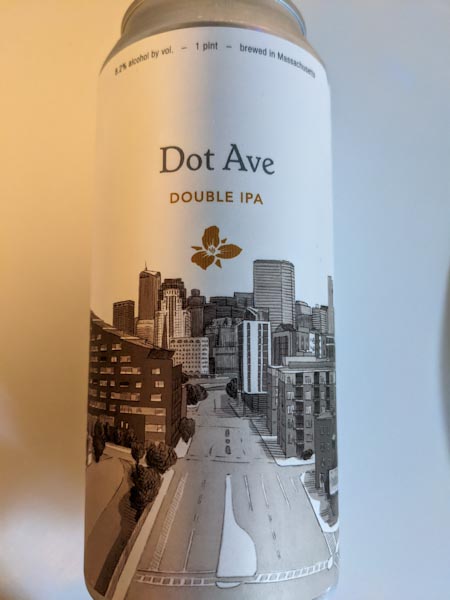 8.2% alcohol by vol. – 1 pint – brewed in Massachusetts
Dot Ave
DOUBLE IPA